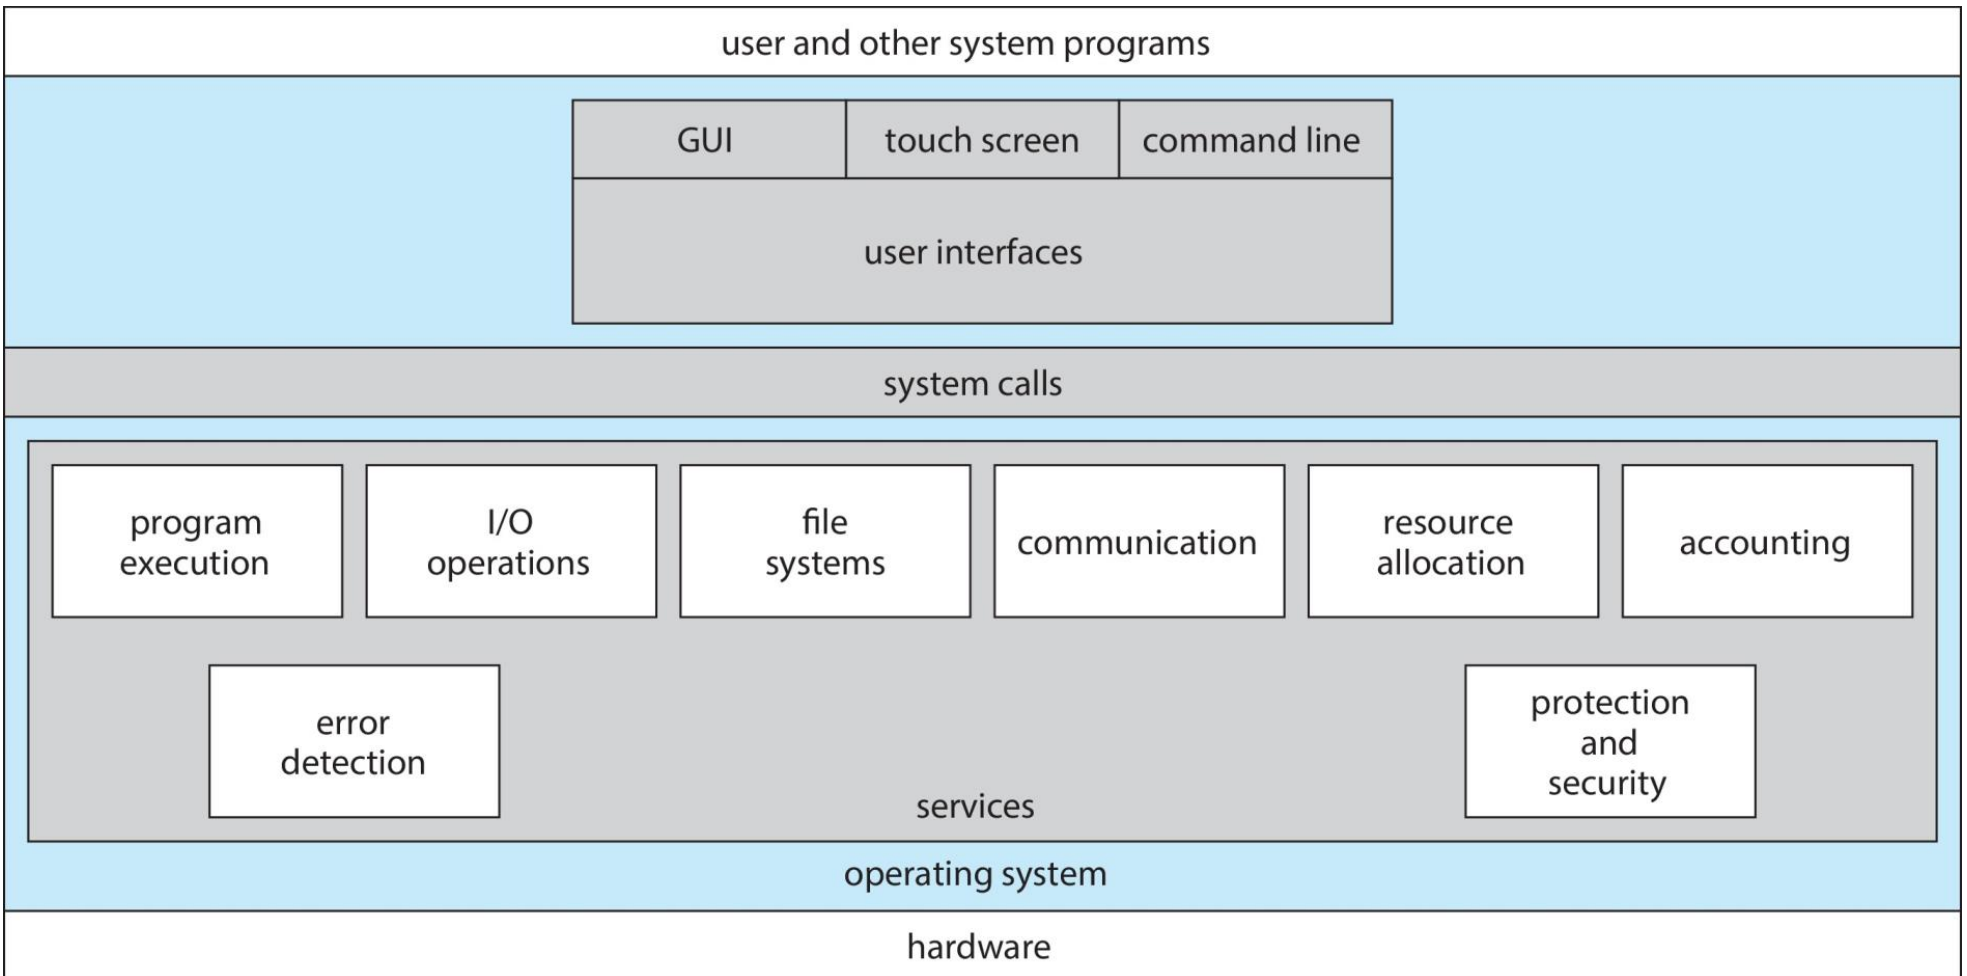 user and other system programs
GUI
touch screen
command line
user interfaces
system calls
program
execution
I/O
operations
file
systems
communication
resource
allocation
accounting
error
detection
protection
and
security
services
operating system
hardware